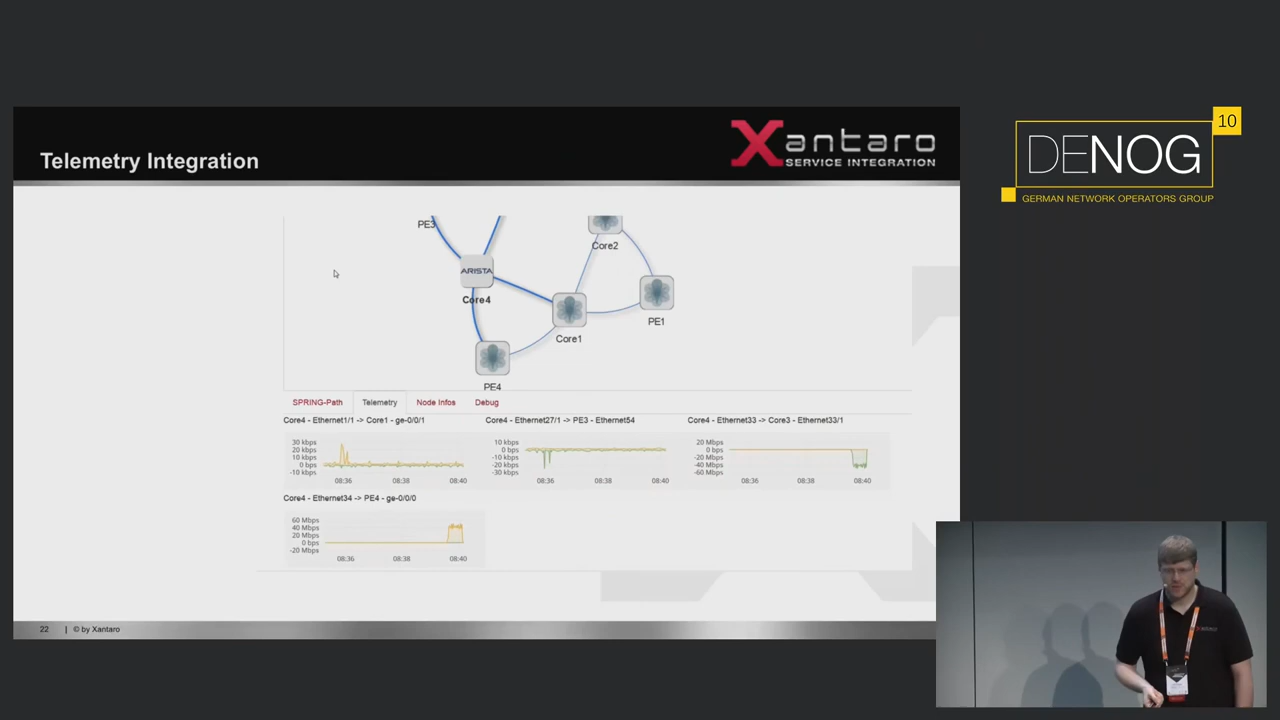 Telemetry Integration
Xantaro
SERVICE INTEGRATION
DENOG
10
GERMAN NETWORK OPERATORS GROUP
PE3
Core2
ARISTA
Core4
PE1
Core1
PE4
SPRING-Path Telemetry Node Infos Debug
Core4 - Ethernet1/1 -> Core1 - ge-0/0/1
30 kbps
20 kbps
10 kbps
0 bps
-10 kbps
08:36 08:38 08:40
Core4 - Ethernet27/1 -> PE3 - Ethernet54
10 kbps
0 bps
-10 kbps
-20 kbps
-30 kbps
08:36 08:38 08:40
Core4 - Ethernet33 -> Core3 - Ethernet33/1
20 Mbps
0 bps
-20 Mbps
-40 Mbps
-60 Mbps
08:36 08:38 08:40
Core4 - Ethernet34 -> PE4 - ge-0/0/0
60 Mbps
40 Mbps
20 Mbps
0 bps
-20 Mbps
08:36 08:38 08:40
22 | © by Xantaro